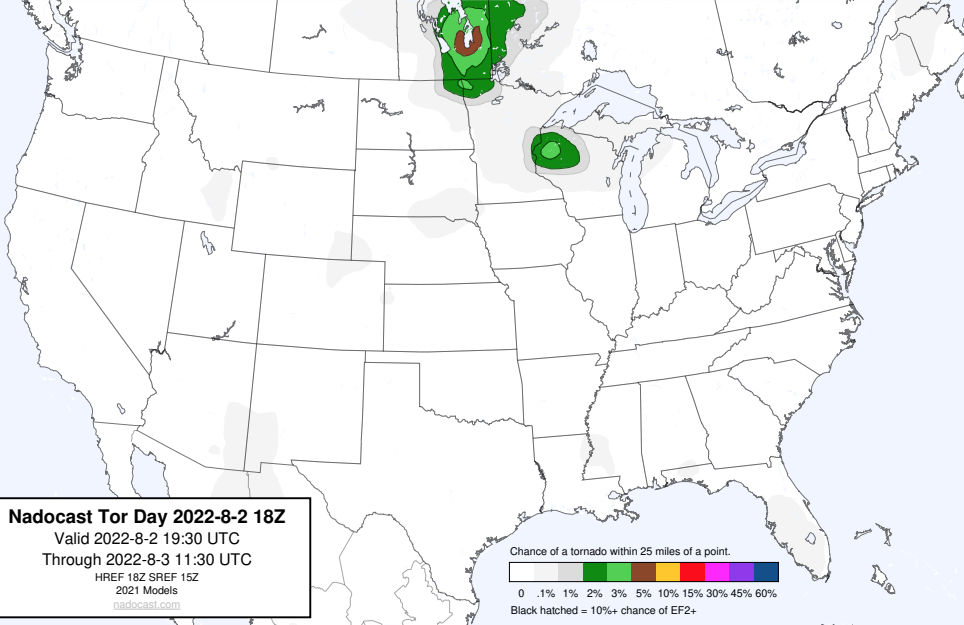 Nadocast Tor Day 2022-8-2 18Z
Valid 2022-8-2 19:30 UTC
Through 2022-8-3 11:30 UTC
HREF 18Z SREF 15Z
2021 Models
nadocast.com
Chance of a tornado within 25 miles of a point.
0 .1% 1% 2% 3% 5% 10% 15% 30% 45% 60%
Black hatched = 10%+ chance of EF2+